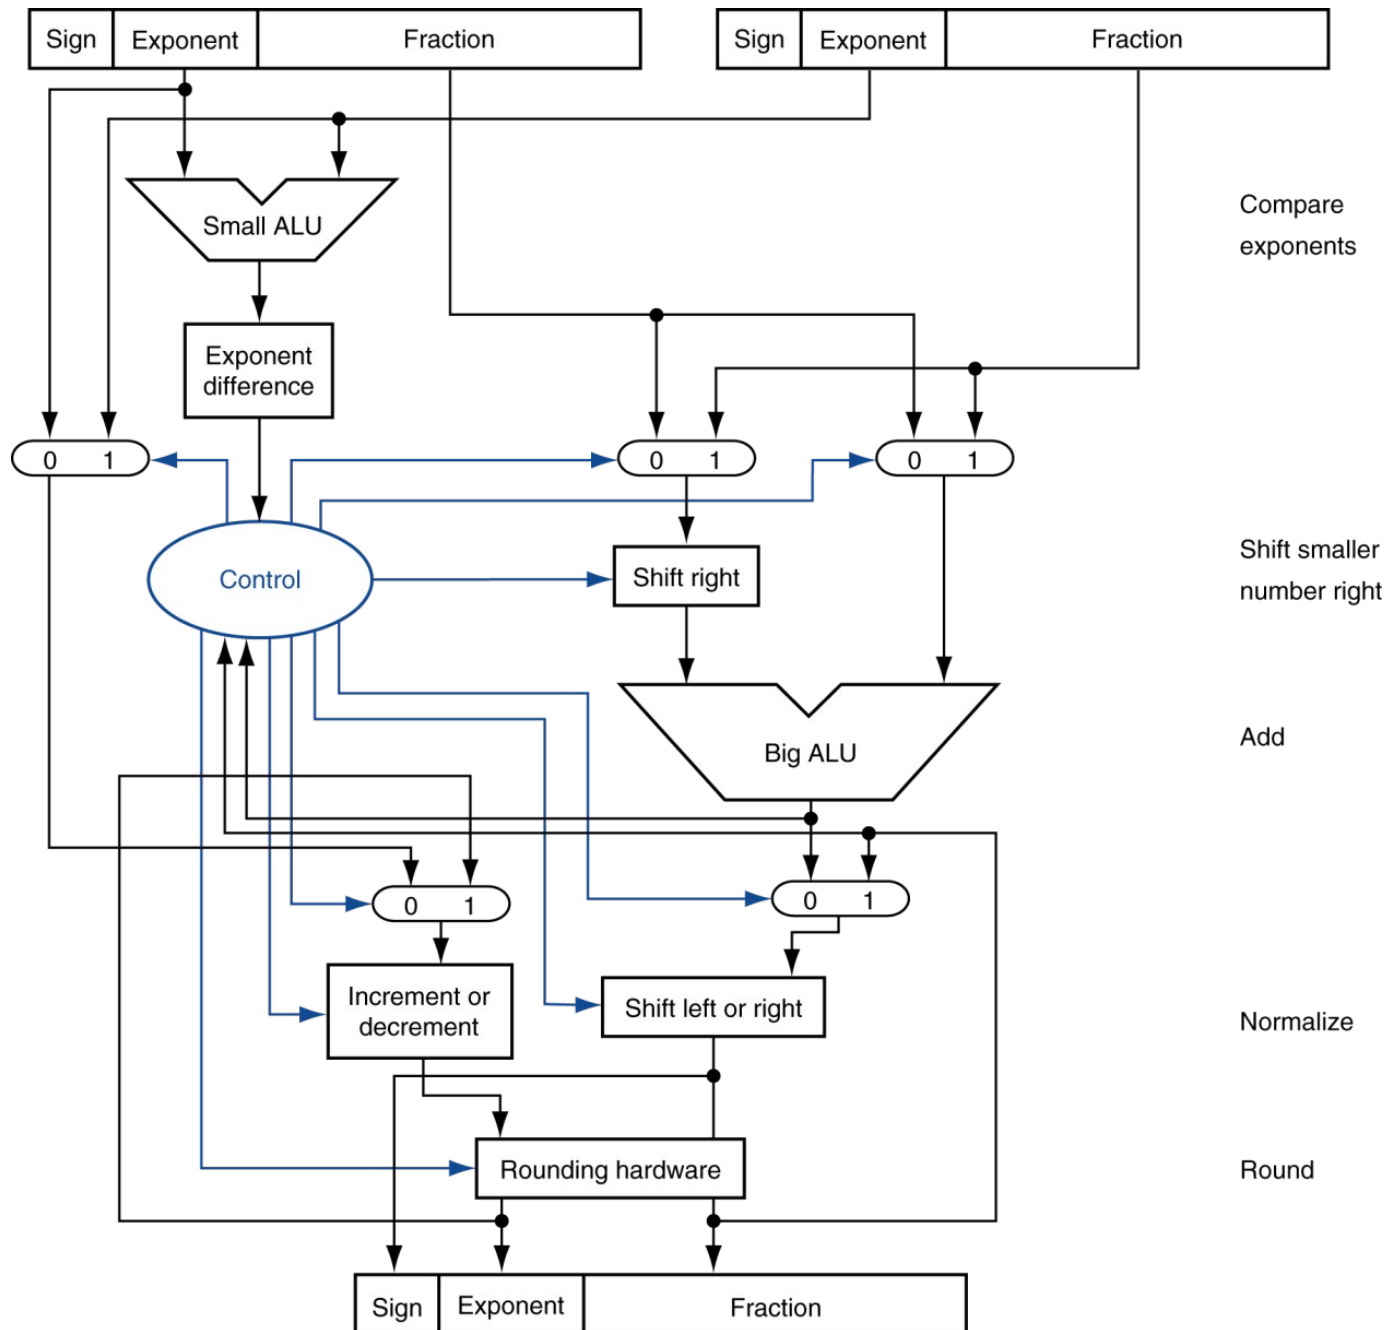 Sign Exponent Fraction
Sign Exponent Fraction
Small ALU
Compare
exponents
Exponent
difference
0 1
0 1
0 1
Control
Shift right
Shift smaller
number right
Big ALU
Add
0 1
0 1
Increment or
decrement
Shift left or right
Normalize
Rounding hardware
Round
Sign Exponent Fraction